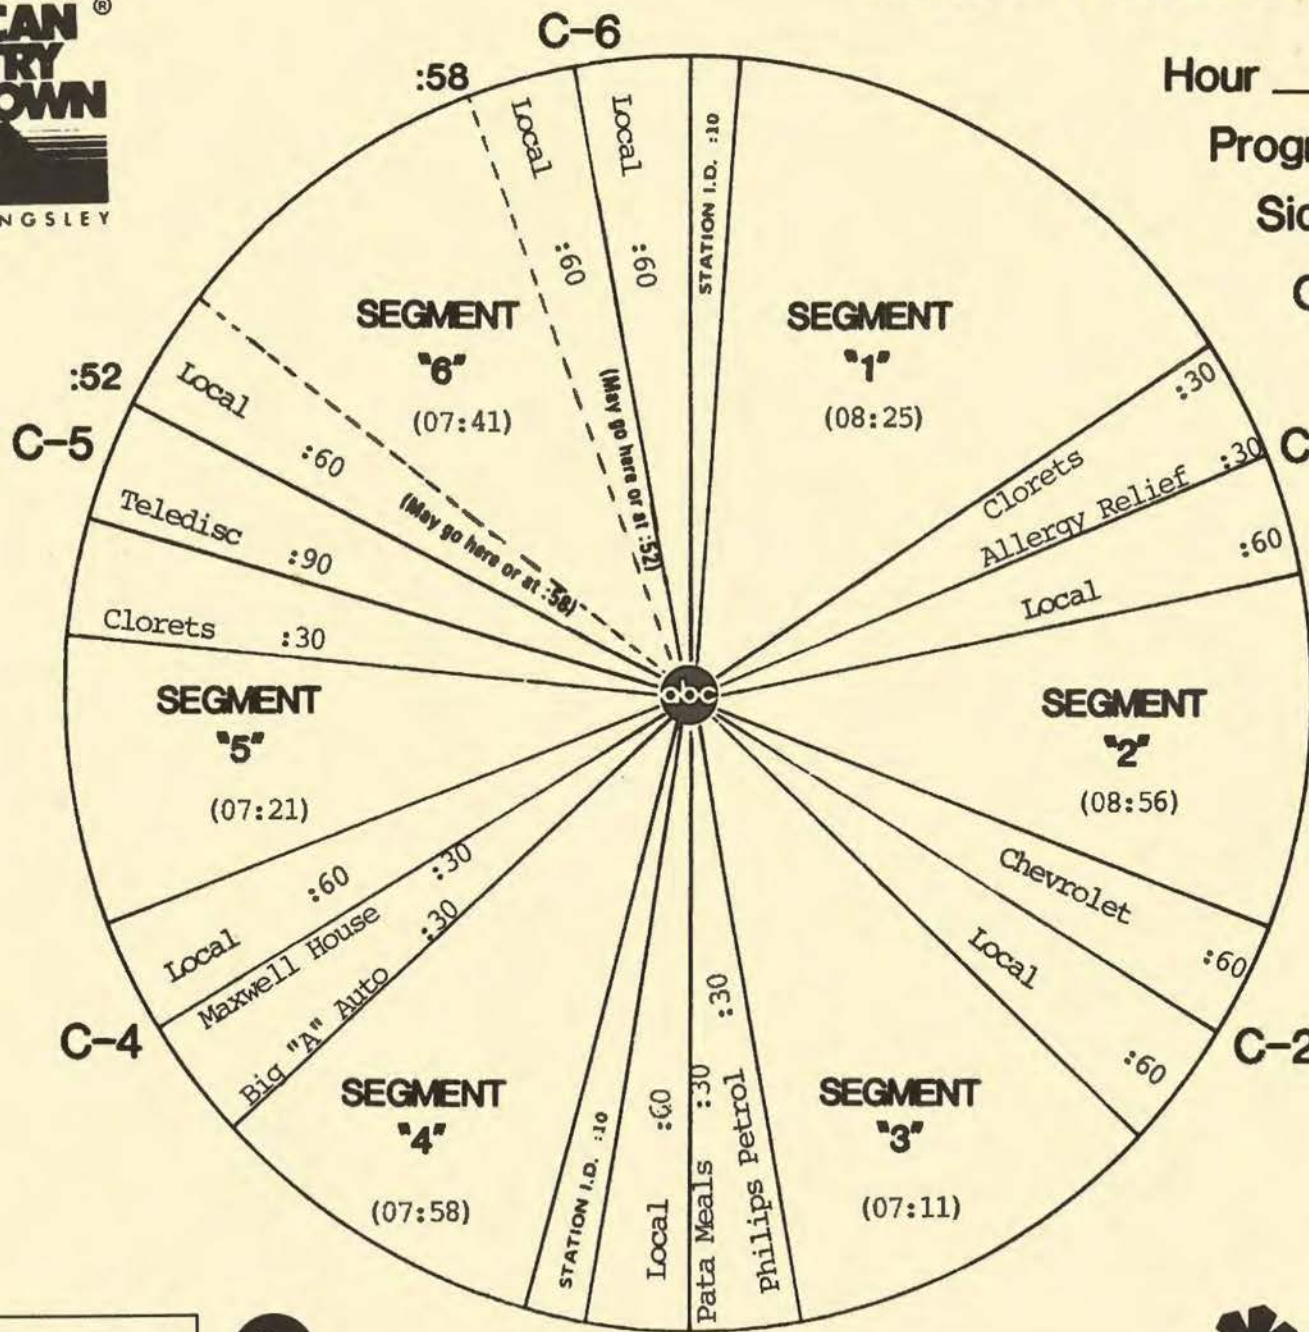 CAN ®
TRY
OWN
NGSLEY
C-6
:58
Hour
Local :60
Local :60
STATION I.D. :10
(May go here or at :52)
SEGMENT
"1"
(08:25)
Clorets :30
Allergy Relief :30
Local :60
SEGMENT
"2"
(08:56)
Chevrolet :60
C-2
Local :60
SEGMENT
"3"
(07:11)
Philips Petrol :30
Pata Meals :30
Local :60
STATION I.D. :10
SEGMENT
"4"
(07:58)
Big "A" Auto :30
C-4
Maxwell House :30
Local :60
SEGMENT
"5"
(07:21)
Clorets :30
Teledisc :90
C-5
:52
Local :60
(May go here or at :58)
SEGMENT
"6"
(07:41)
abc